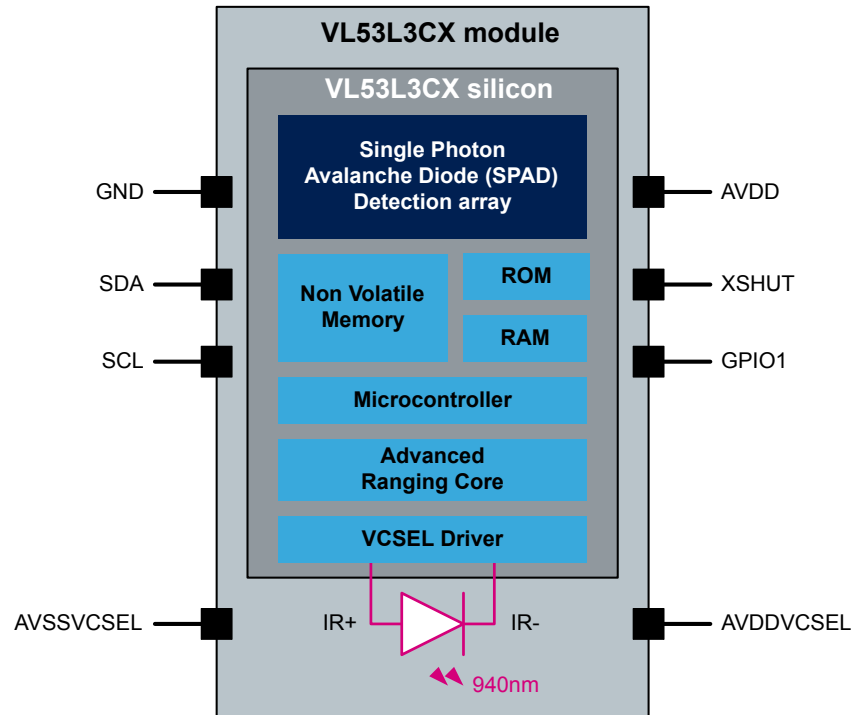 VL53L3CX module
VL53L3CX silicon
Single Photon
Avalanche Diode (SPAD)
Detection array
GND
AVDD
SDA
XSHUT
Non Volatile
Memory
ROM
RAM
SCL
GPIO1
Microcontroller
Advanced
Ranging Core
VCSEL Driver
AVSSVCSEL
IR+
IR-
AVDDVCSEL
940nm